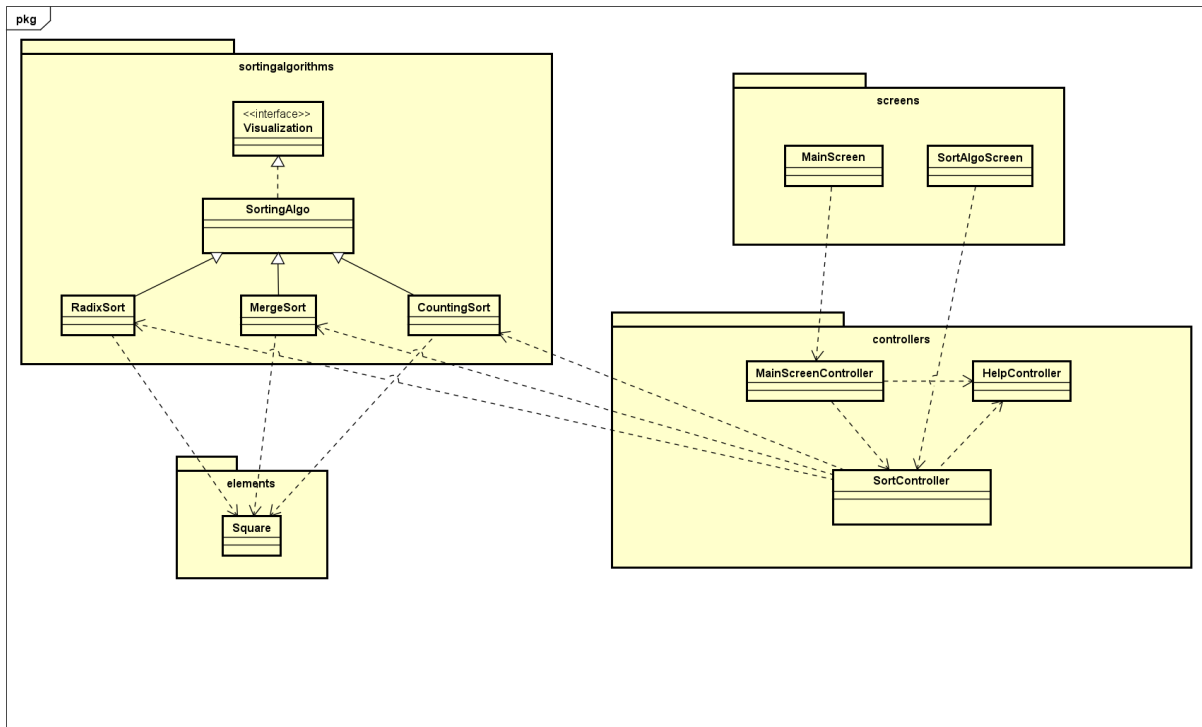 pkg
sortingalgorithms
<<interface>>
Visualization
SortingAlgo
RadixSort
MergeSort
CountingSort
screens
MainScreen
SortAlgoScreen
controllers
MainScreenController
HelpController
SortController
elements
Square